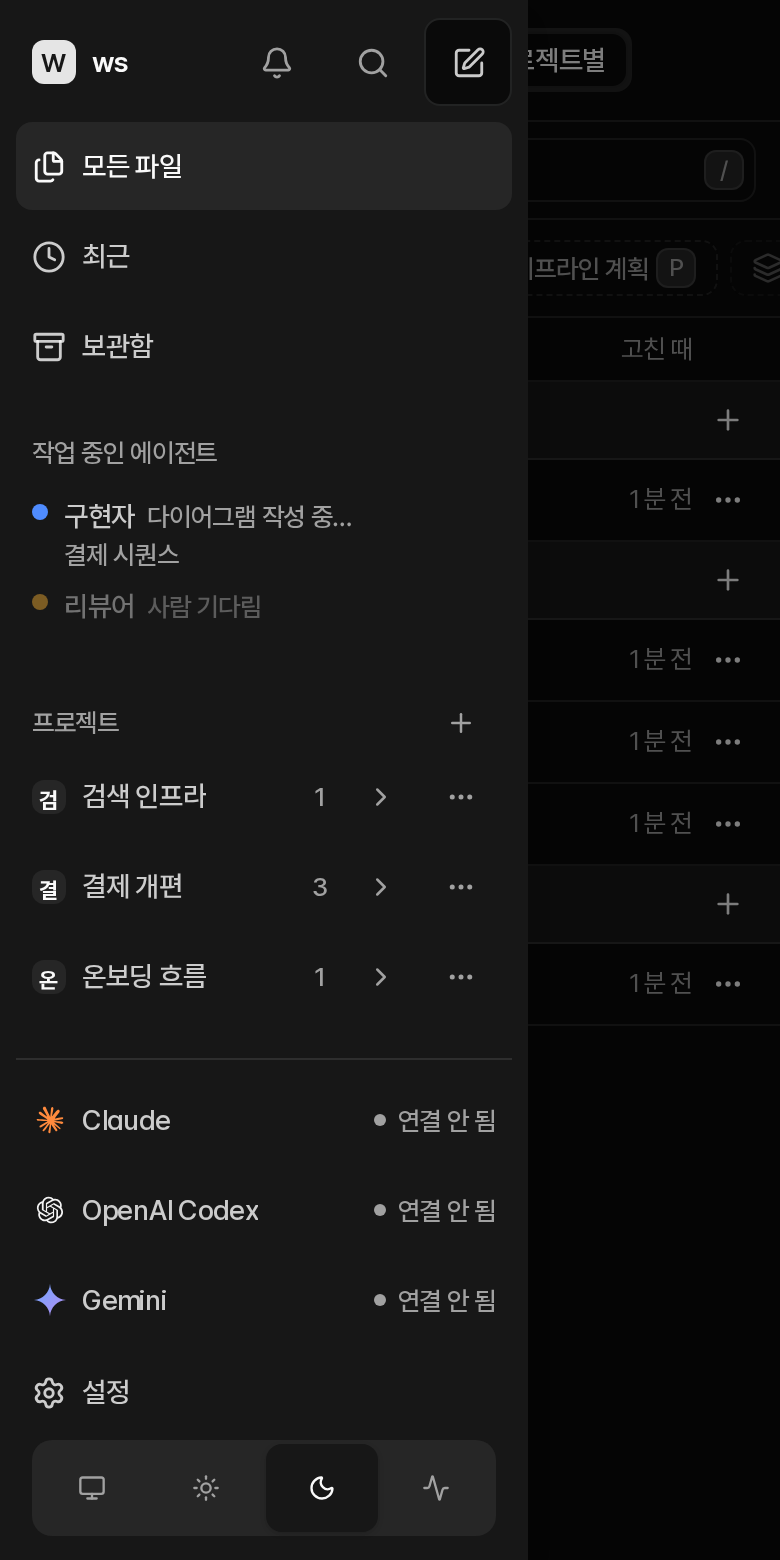 W ws
모든 파일
최근
보관함
작업 중인 에이전트
구현자 다이어그램 작성 중...
결제 시퀀스
리뷰어 사람 기다림
프로젝트
검 검색 인프라 1
결 결제 개편 3
온 온보딩 흐름 1
Claude 연결 안 됨
OpenAI Codex 연결 안 됨
Gemini 연결 안 됨
설정
로젝트별
/
이프라인 계획 P
고친 때
1분 전
1분 전
1분 전
1분 전
1분 전